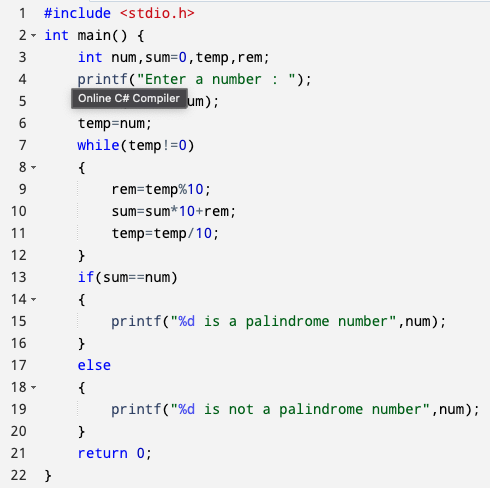 1 #include <stdio.h>
2 int main() {
3 int num,sum=0,temp,rem;
4 printf("Enter a number : ");
Online C# Compiler
5 um);
6 temp=num;
7 while(temp!=0)
8 {
9 rem=temp%10;
10 sum=sum*10+rem;
11 temp=temp/10;
12 }
13 if(sum==num)
14 {
15 printf("%d is a palindrome number",num);
16 }
17 else
18 {
19 printf("%d is not a palindrome number",num);
20 }
21 return 0;
22 }